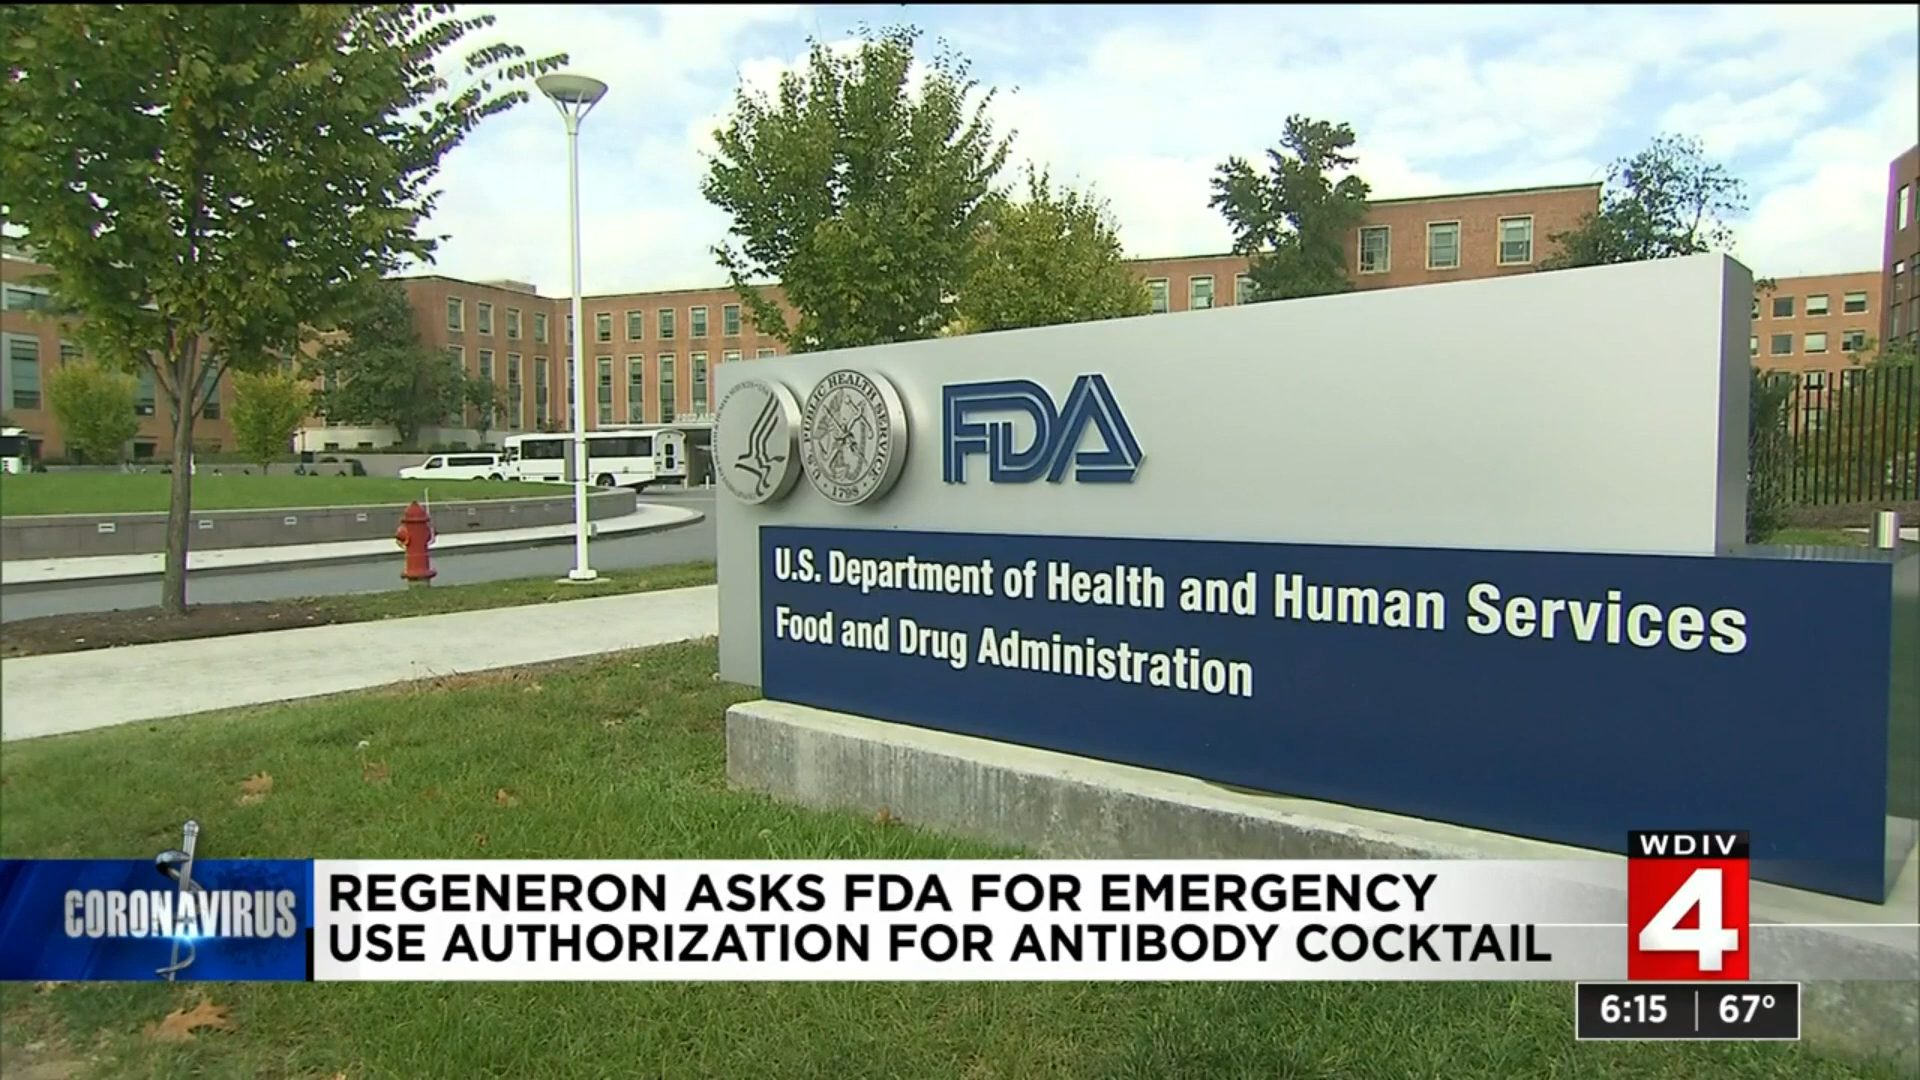 U.S. PUBLIC HEALTH SERVICE
1798
FDA
U.S. Department of Health and Human Services
Food and Drug Administration
CORONAVIRUS
REGENERON ASKS FDA FOR EMERGENCY
USE AUTHORIZATION FOR ANTIBODY COCKTAIL
WDIV
4
6:15 67°